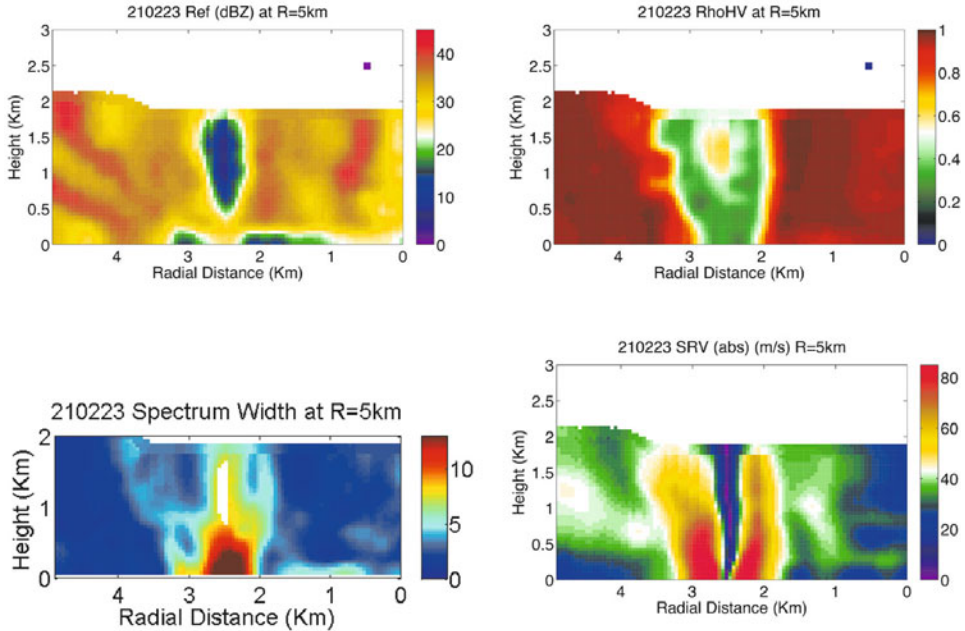 210223 Ref (dBZ) at R=5km
3
2.5
2
1.5
1
0.5
0
Height (Km)
4 3 2 1 0
Radial Distance (Km)
40
30
20
10
0
210223 RhoHV at R=5km
3
2.5
2
1.5
1
0.5
0
Height (Km)
4 3 2 1 0
Radial Distance (Km)
1
0.8
0.6
0.4
0.2
0
210223 Spectrum Width at R=5km
2
1
0
Height (Km)
4 3 2 1 0
Radial Distance (Km)
10
5
0
210223 SRV (abs) (m/s) R=5km
3
2.5
2
1.5
1
0.5
0
Height (Km)
4 3 2 1 0
Radial Distance (Km)
80
60
40
20
0